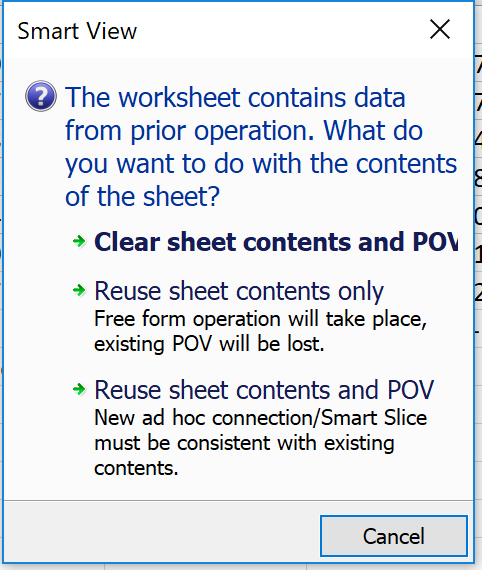 Smart View
The worksheet contains data
from prior operation. What do
you want to do with the contents
of the sheet?
Clear sheet contents and POV
Reuse sheet contents only
Free form operation will take place,
existing POV will be lost.
Reuse sheet contents and POV
New ad hoc connection/Smart Slice
must be consistent with existing
contents.
Cancel